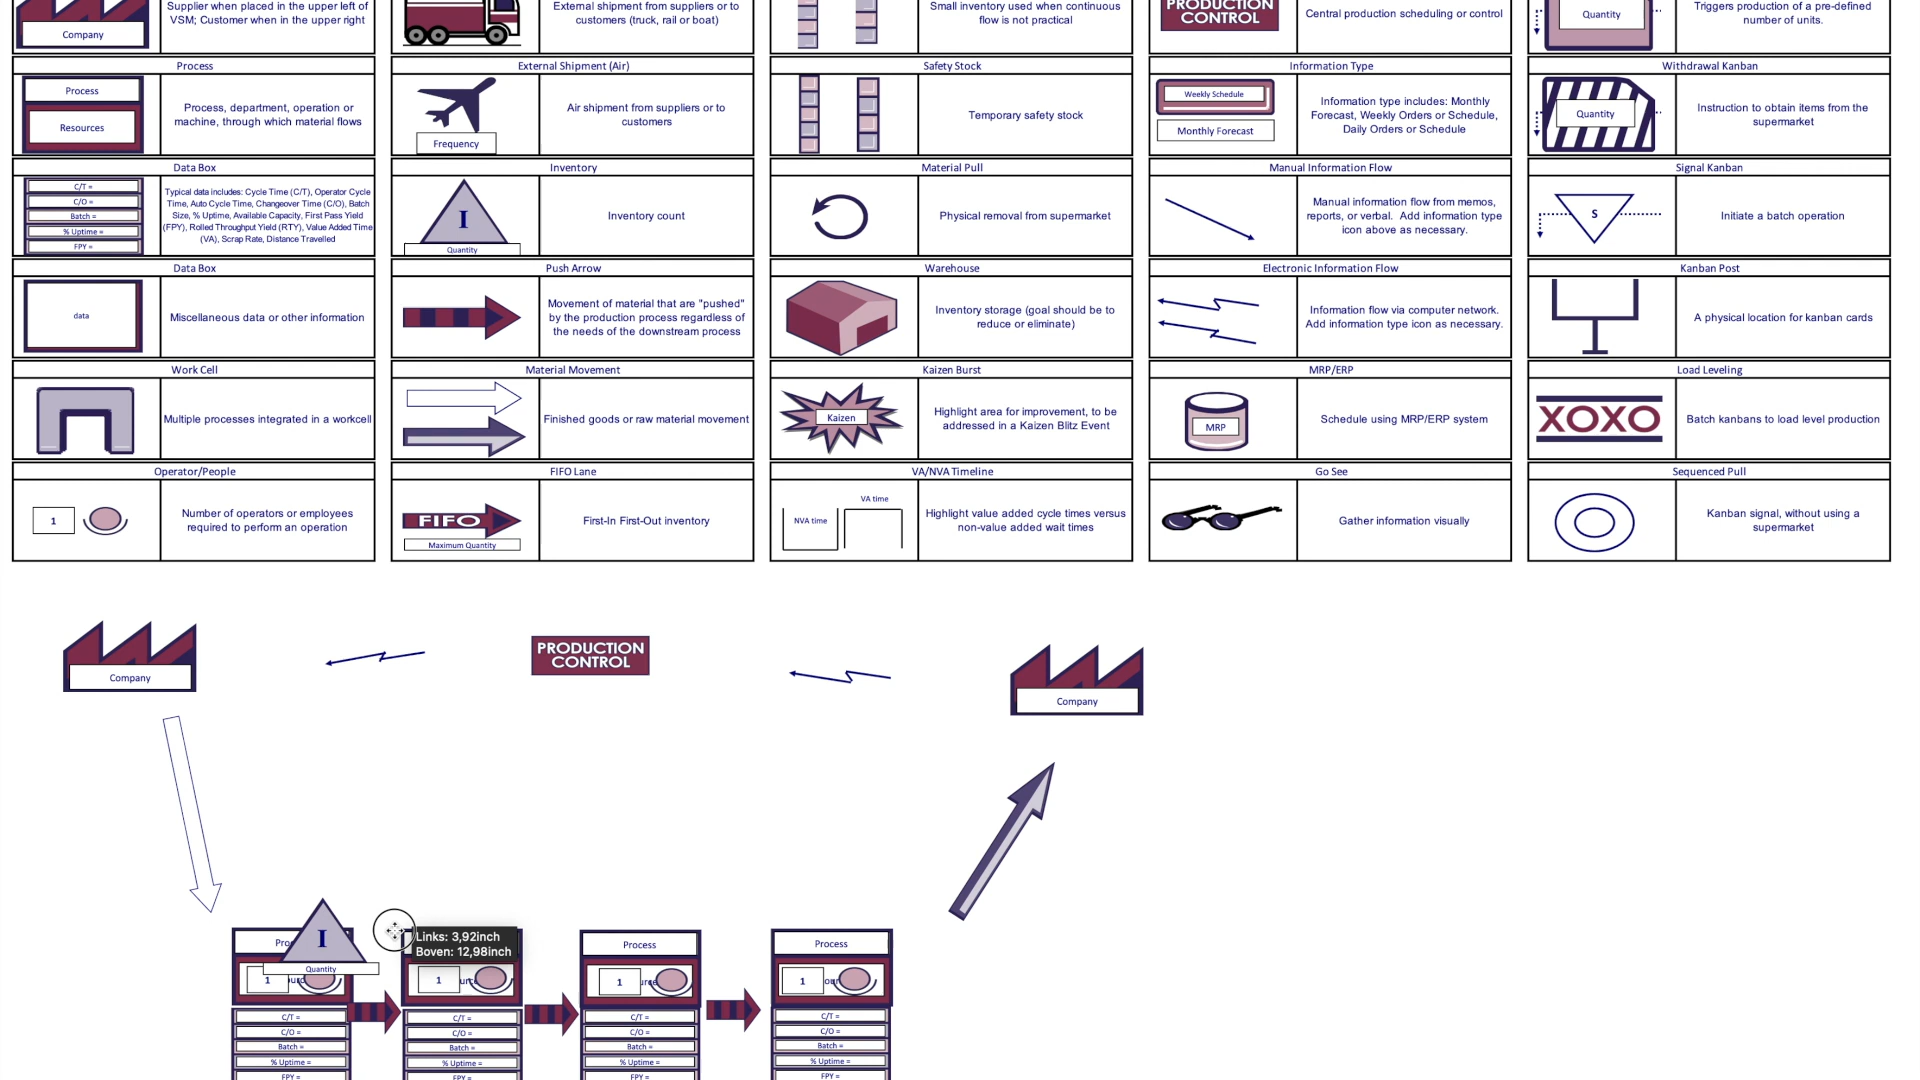 Company
Supplier when placed in the upper left of
VSM; Customer when in the upper right
External shipment from suppliers or to
customers (truck, rail or boat)
Small inventory used when continuous
flow is not practical
PRODUCTION
CONTROL
Central production scheduling or control
Quantity
Triggers production of a pre-defined
number of units.
Process
Process
Resources
Process, department, operation or
machine, through which material flows
External Shipment (Air)
Frequency
Air shipment from suppliers or to
customers
Safety Stock
Temporary safety stock
Information Type
Weekly Schedule
Monthly Forecast
Information type includes: Monthly
Forecast, Weekly Orders or Schedule,
Daily Orders or Schedule
Withdrawal Kanban
Quantity
Instruction to obtain items from the
supermarket
Data Box
C/T =
C/O =
Batch =
% Uptime =
FPY =
Typical data includes: Cycle Time (C/T), Operator Cycle
Time, Auto Cycle Time, Changeover Time (C/O), Batch
Size, % Uptime, Available Capacity, First Pass Yield
(FPY), Rolled Throughput Yield (RTY), Value Added Time
(VA), Scrap Rate, Distance Travelled
Inventory
I
Quantity
Inventory count
Material Pull
Physical removal from supermarket
Manual Information Flow
Manual information flow from memos,
reports, or verbal. Add information type
icon above as necessary.
Signal Kanban
S
Initiate a batch operation
Data Box
data
Miscellaneous data or other information
Push Arrow
Movement of material that are "pushed"
by the production process regardless of
the needs of the downstream process
Warehouse
Inventory storage (goal should be to
reduce or eliminate)
Electronic Information Flow
Information flow via computer network.
Add information type icon as necessary.
Kanban Post
A physical location for kanban cards
Work Cell
Multiple processes integrated in a workcell
Material Movement
Finished goods or raw material movement
Kaizen Burst
Kaizen
Highlight area for improvement, to be
addressed in a Kaizen Blitz Event
MRP/ERP
MRP
Schedule using MRP/ERP system
Load Leveling
XOXO
Batch kanbans to load level production
Operator/People
1
Number of operators or employees
required to perform an operation
FIFO Lane
FIFO
Maximum Quantity
First-In First-Out inventory
VA/NVA Timeline
NVA time
VA time
Highlight value added cycle times versus
non-value added wait times
Go See
Gather information visually
Sequenced Pull
Kanban signal, without using a
supermarket
Company
PRODUCTION
CONTROL
Company
I
Quantity
1
C/T =
C/O =
Batch =
% Uptime =
FPY =
Links: 3,92inch
Boven: 12,98inch
1
C/T =
C/O =
Batch =
% Uptime =
FPY =
Process
1
C/T =
C/O =
Batch =
% Uptime =
FPY =
Process
1
C/T =
C/O =
Batch =
% Uptime =
FPY =